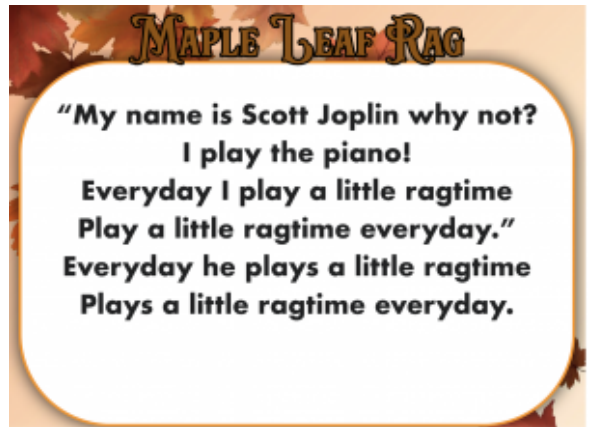 Maple Leaf Rag
“My name is Scott Joplin why not?
I play the piano!
Everyday I play a little ragtime
Play a little ragtime everyday.”
Everyday he plays a little ragtime
Plays a little ragtime everyday.